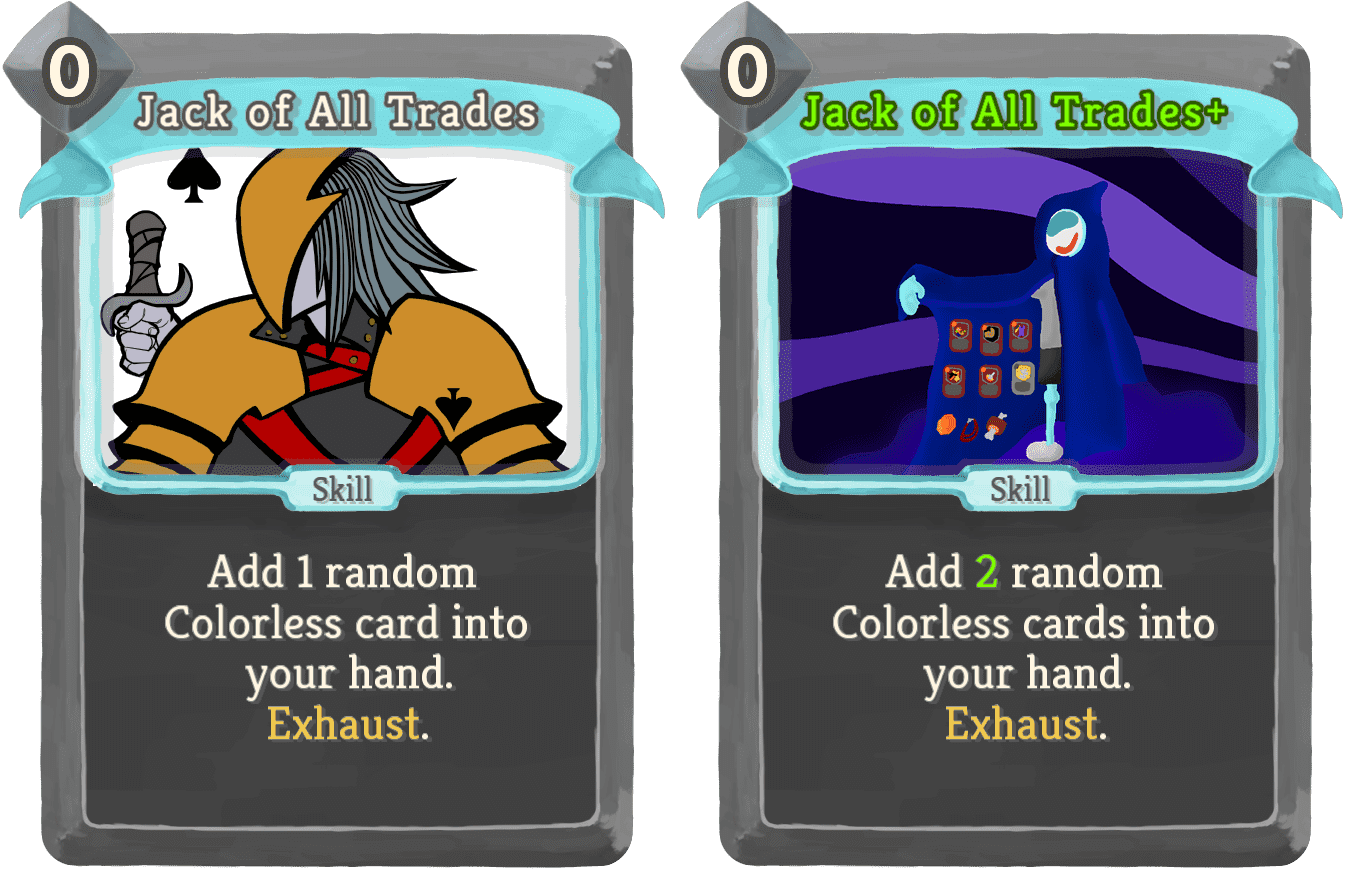 0
Jack of All Trades
Skill
Add 1 random
Colorless card into
your hand.
Exhaust.
0
Jack of All Trades+
Skill
Add 2 random
Colorless cards into
your hand.
Exhaust.